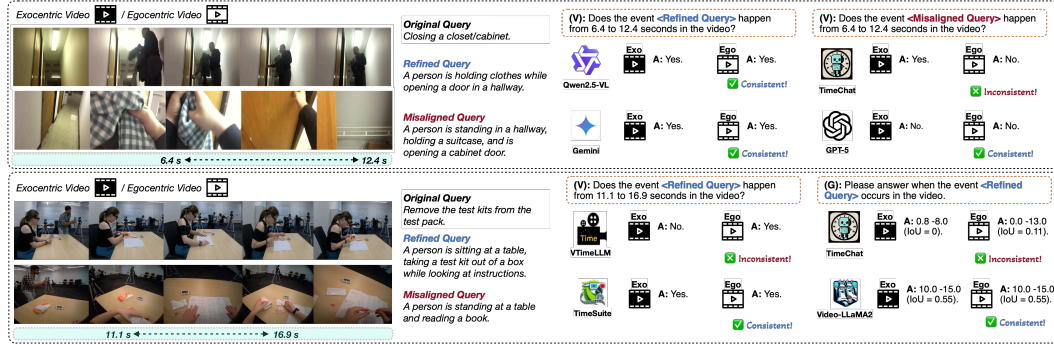 Exocentric Video / Egocentric Video
Original Query
Closing a closet/cabinet.
Refined Query
A person is holding clothes while
opening a door in a hallway.
Misaligned Query
A person is standing in a hallway,
holding a suitcase, and is
opening a cabinet door.
6.4 s
12.4 s
(V): Does the event <Refined Query> happen
from 6.4 to 12.4 seconds in the video?
Qwen2.5-VL
Exo
A: Yes.
Ego
A: Yes.
Consistent!
Gemini
A: Yes.
A: Yes.
Consistent!
(V): Does the event <Misaligned Query> happen
from 6.4 to 12.4 seconds in the video?
TimeChat
Exo
A: Yes.
Ego
A: No.
Inconsistent!
GPT-5
A: No.
A: No.
Consistent!
Exocentric Video / Egocentric Video
Original Query
Remove the test kits from the
test pack.
Refined Query
A person is sitting at a table,
taking a test kit out of a box
while looking at instructions.
Misaligned Query
A person is standing at a table
and reading a book.
11.1 s
16.9 s
(V): Does the event <Refined Query> happen
from 11.1 to 16.9 seconds in the video?
Time
VTimeLLM
Exo
A: No.
Ego
A: Yes.
Inconsistent!
TimeSuite
A: Yes.
A: Yes.
Consistent!
(G): Please answer when the event <Refined
Query> occurs in the video.
TimeChat
Exo
A: 0.8 -8.0
(IoU = 0).
Ego
A: 0.0 -13.0
(IoU = 0.11).
Inconsistent!
Video-LLaMA2
A: 10.0 -15.0
(IoU = 0.55).
A: 10.0 -15.0
(IoU = 0.55).
Consistent!